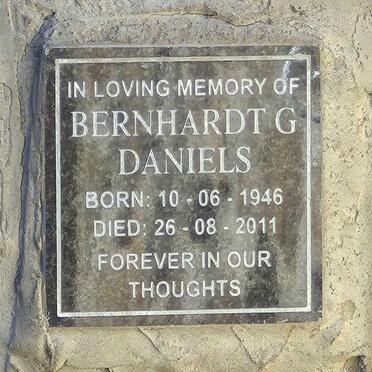 IN LOVING MEMORY OF
BERNHARDT G
DANIELS
BORN: 10 - 06 - 1946
DIED: 26 - 08 - 2011
FOREVER IN OUR
THOUGHTS